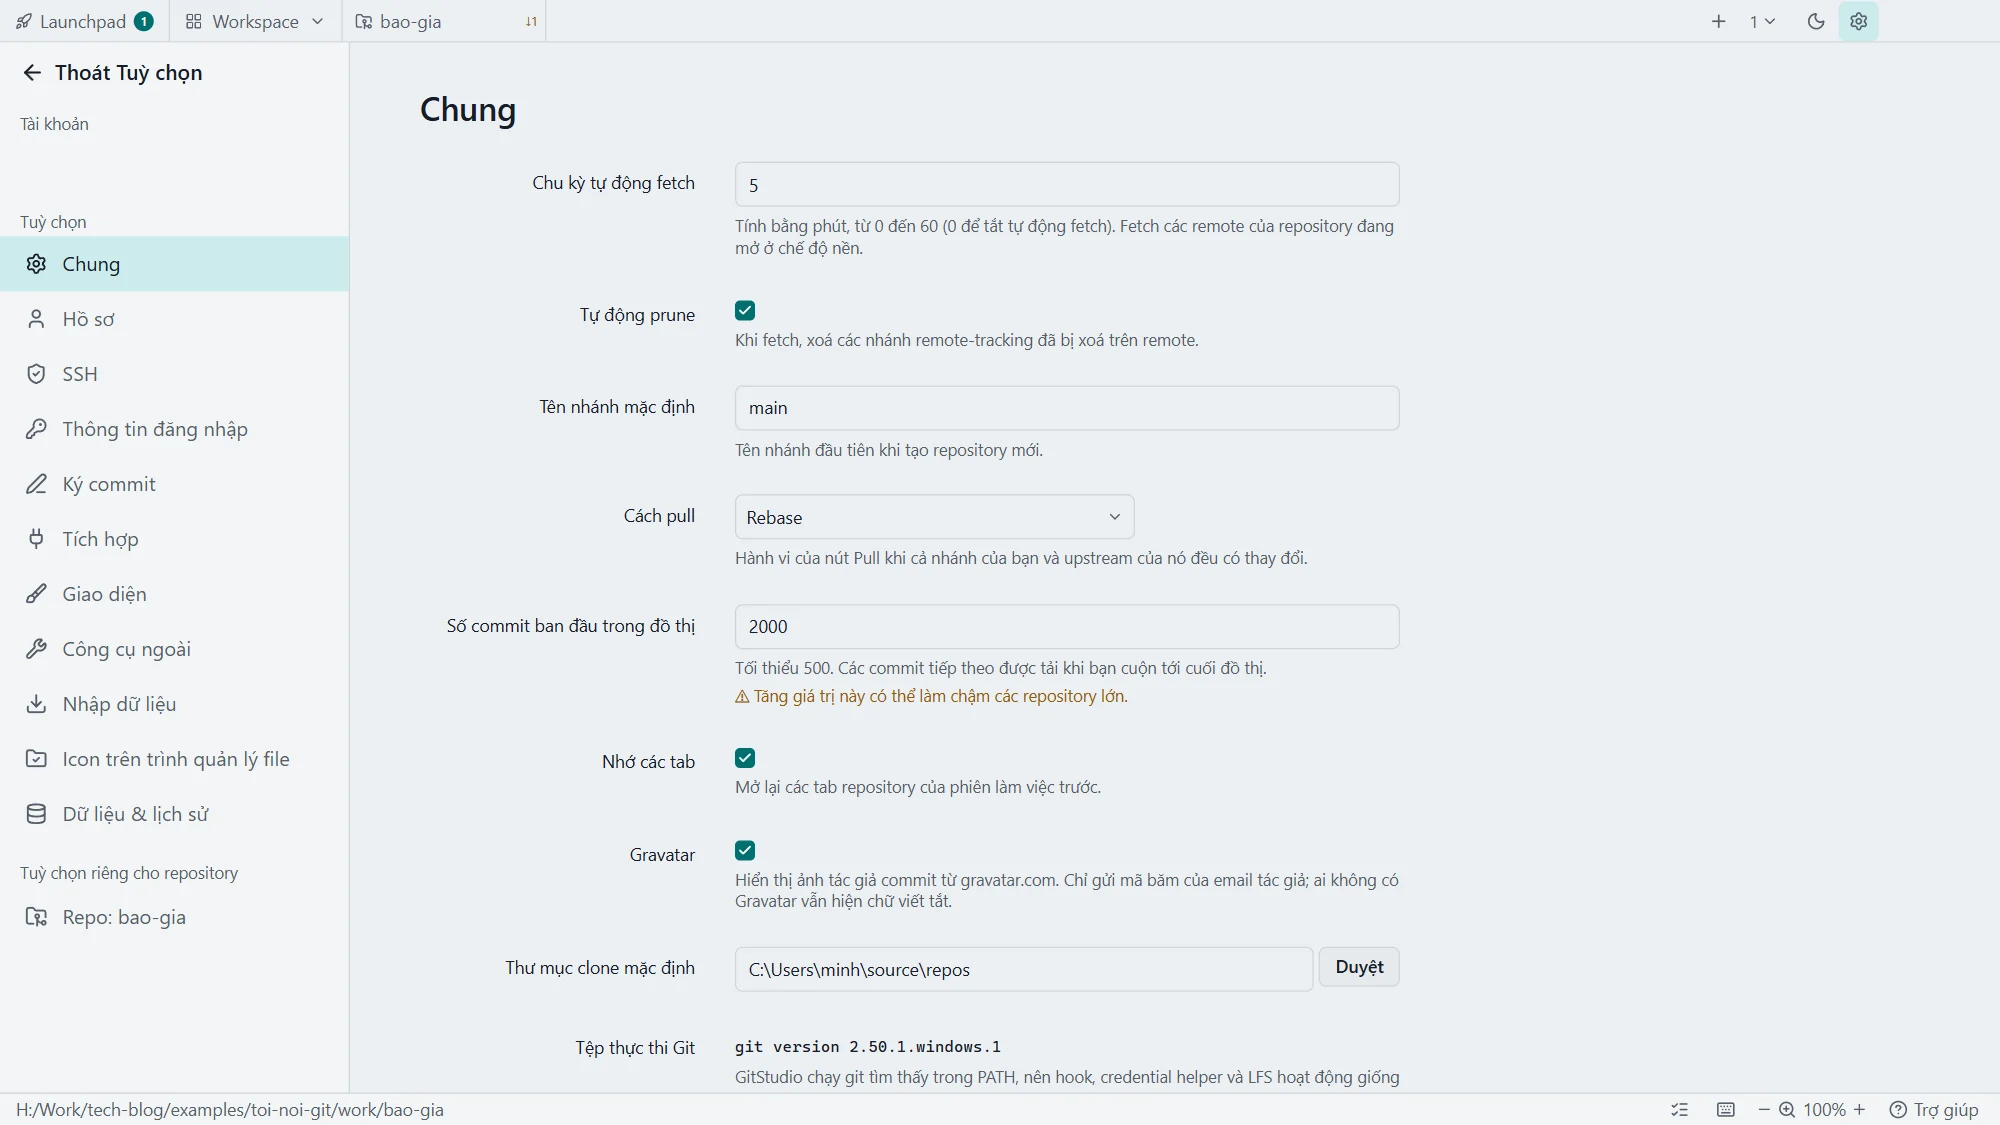 Launchpad 1 Workspace bao-gia ↓↑ 1
Thoát Tuỳ chọn
Tài khoản
Tuỳ chọn
Chung
Hồ sơ
SSH
Thông tin đăng nhập
Ký commit
Tích hợp
Giao diện
Công cụ ngoài
Nhập dữ liệu
Icon trên trình quản lý file
Dữ liệu & lịch sử
Tuỳ chọn riêng cho repository
Repo: bao-gia
Chung
Chu kỳ tự động fetch
5
Tính bằng phút, từ 0 đến 60 (0 để tắt tự động fetch). Fetch các remote của repository đang
mở ở chế độ nền.
Tự động prune
Khi fetch, xoá các nhánh remote-tracking đã bị xoá trên remote.
Tên nhánh mặc định
main
Tên nhánh đầu tiên khi tạo repository mới.
Cách pull
Rebase
Hành vi của nút Pull khi cả nhánh của bạn và upstream của nó đều có thay đổi.
Số commit ban đầu trong đồ thị
2000
Tối thiểu 500. Các commit tiếp theo được tải khi bạn cuộn tới cuối đồ thị.
⚠ Tăng giá trị này có thể làm chậm các repository lớn.
Nhớ các tab
Mở lại các tab repository của phiên làm việc trước.
Gravatar
Hiển thị ảnh tác giả commit từ gravatar.com. Chỉ gửi mã băm của email tác giả; ai không có
Gravatar vẫn hiện chữ viết tắt.
Thư mục clone mặc định
C:\Users\minh\source\repos
Duyệt
Tệp thực thi Git
git version 2.50.1.windows.1
GitStudio chạy git tìm thấy trong PATH, nên hook, credential helper và LFS hoạt động giống
H:/Work/tech-blog/examples/toi-noi-git/work/bao-gia
100%
Trợ giúp